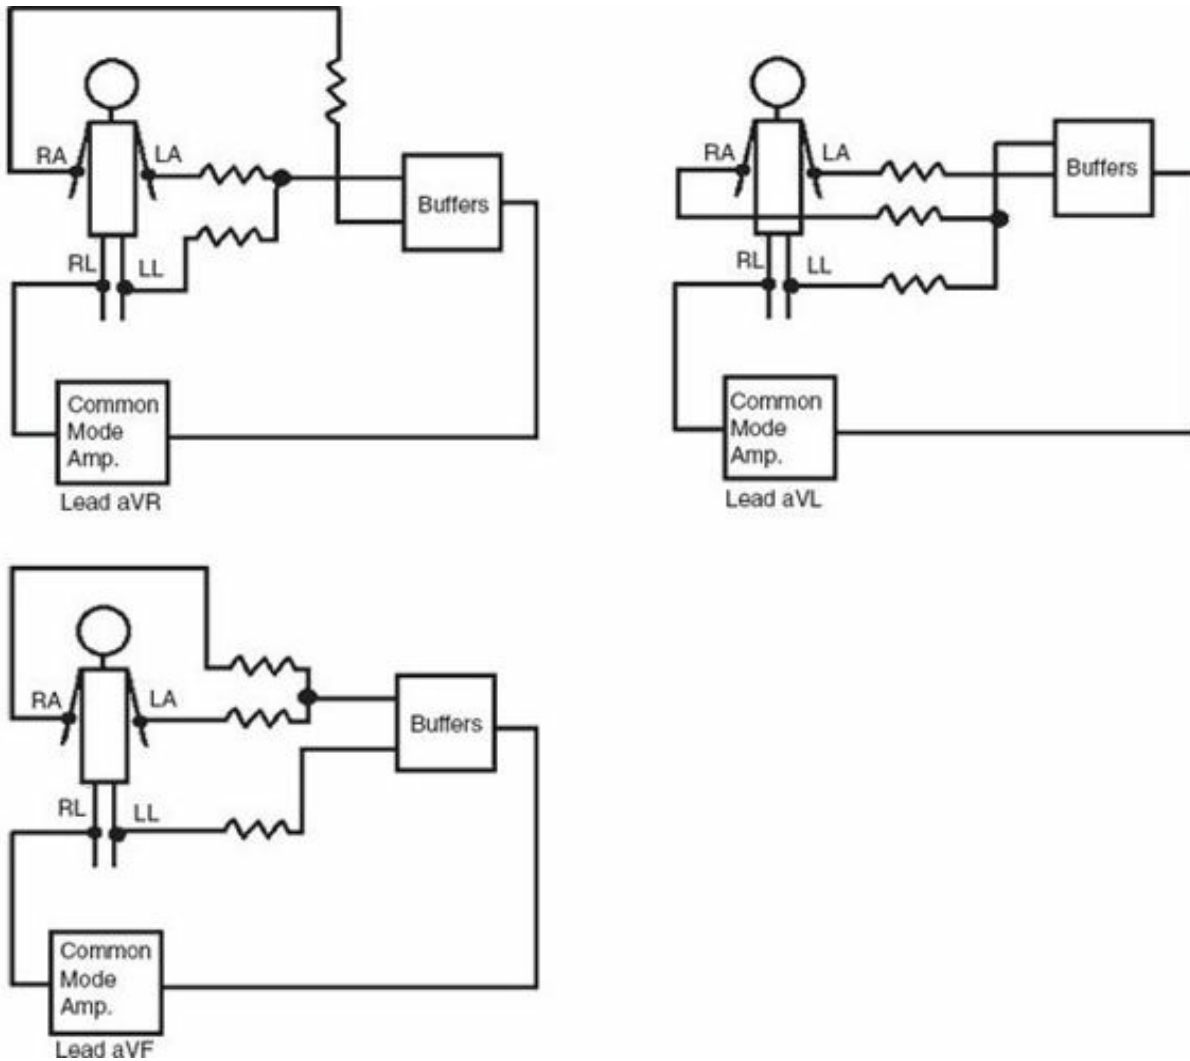 RA
LA
Buffers
RL
LL
Common
Mode
Amp.
Lead aVR
RA
LA
Buffers
RL
LL
Common
Mode
Amp.
Lead aVL
RA
LA
Buffers
RL
LL
Common
Mode
Amp.
Lead aVF